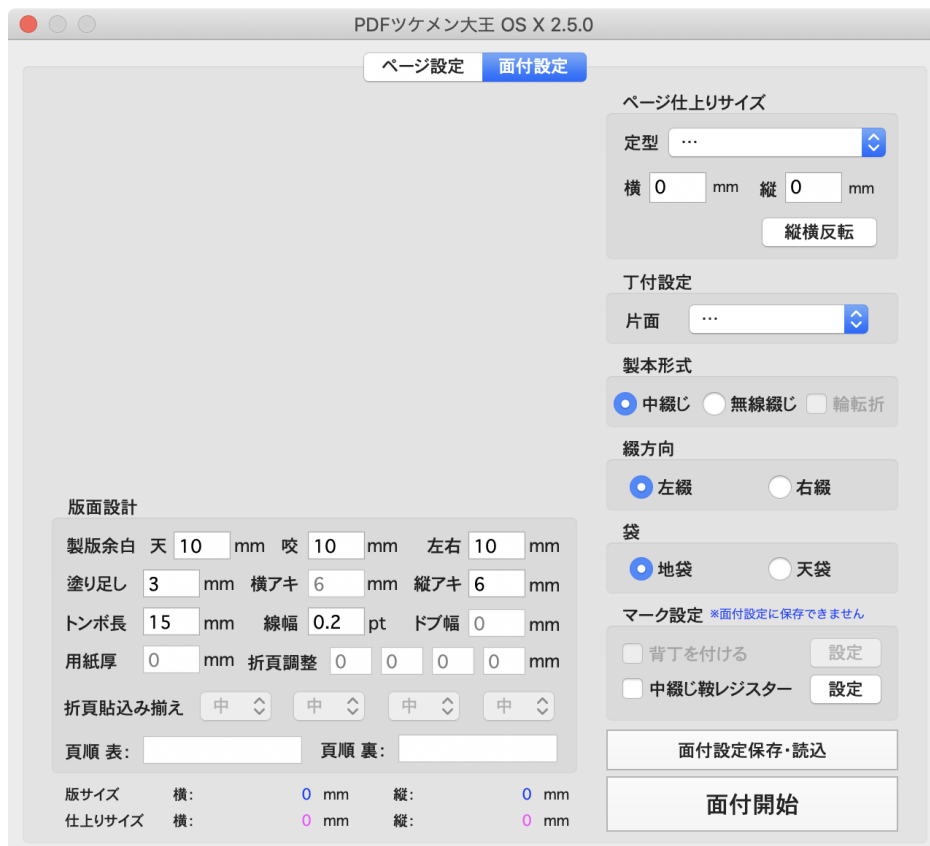 PDFツケメン大王 OS X 2.5.0
ページ設定 面付設定
ページ仕上りサイズ
定型 …
横 0 mm 縦 0 mm
縦横反転
丁付設定
片面 …
製本形式
中綴じ 無線綴じ 輪転折
綴方向
左綴 右綴
袋
地袋 天袋
マーク設定 ※面付設定に保存できません
背丁を付ける 設定
中綴じ鞍レジスター 設定
面付設定保存・読込
面付開始
版面設計
製版余白 天 10 mm 咬 10 mm 左右 10 mm
塗り足し 3 mm 横アキ 6 mm 縦アキ 6 mm
トンボ長 15 mm 線幅 0.2 pt ドブ幅 0 mm
用紙厚 0 mm 折頁調整 0 0 0 0 mm
折頁貼込み揃え 中 中 中 中
頁順 表: 頁順 裏:
版サイズ 横: 0 mm 縦: 0 mm
仕上りサイズ 横: 0 mm 縦: 0 mm